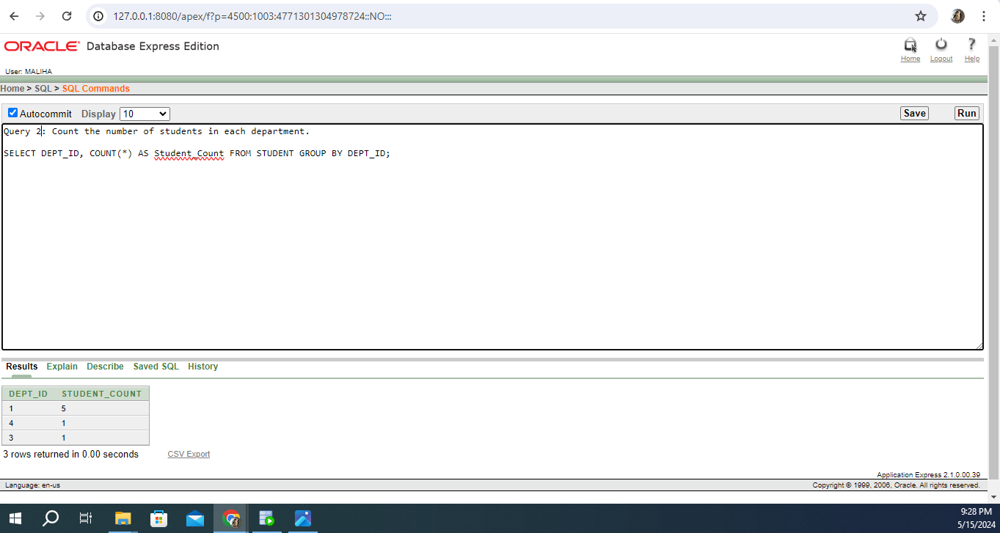 127.0.0.1:8080/apex/f?p=4500:1003:4771301304978724::NO:::
ORACLE® Database Express Edition
Home Logout Help
User: MALIHA
Home > SQL > SQL Commands
Autocommit Display 10 Save Run
Query 2: Count the number of students in each department.
SELECT DEPT_ID, COUNT(*) AS Student_Count FROM STUDENT GROUP BY DEPT_ID;
Results Explain Describe Saved SQL History
DEPT_ID STUDENT_COUNT
1 5
4 1
3 1
3 rows returned in 0.00 seconds CSV Export
Application Express 2.1.0.00.39
Language: en-us Copyright © 1999, 2006, Oracle. All rights reserved.
9:28 PM
5/15/2024